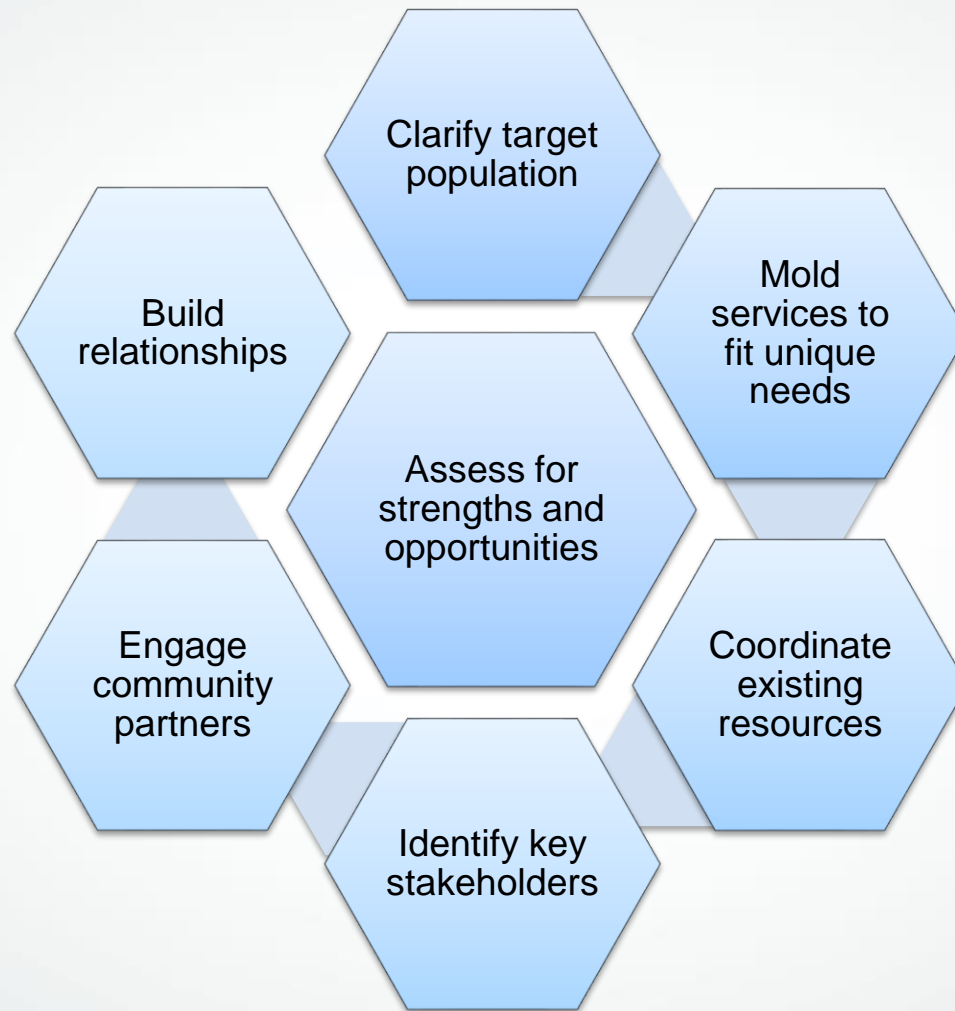 Clarify target
population
Mold
services to
fit unique
needs
Coordinate
existing
resources
Identify key
stakeholders
Engage
community
partners
Build
relationships
Assess for
strengths and
opportunities